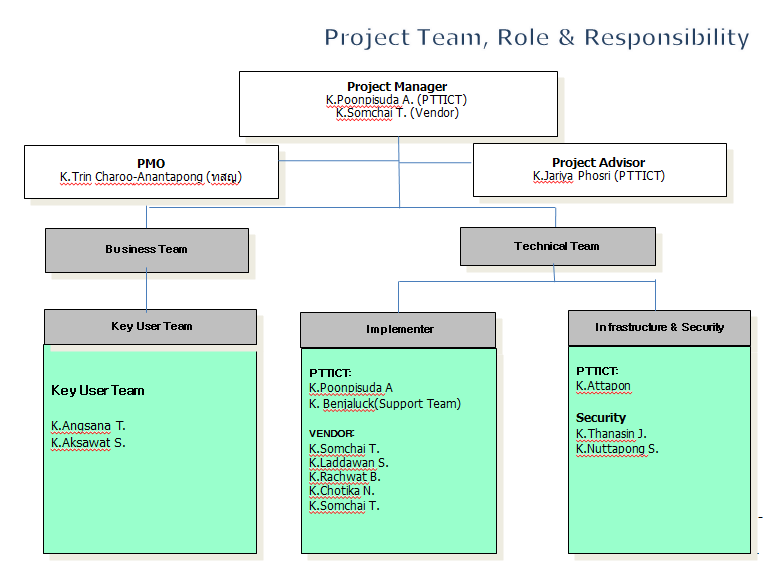 Project Team, Role & Responsibility
Project Manager
K.Poonpisuda A. (PTTICT)
K.Somchai T. (Vendor)
PMO
K.Trin Charoo-Anantapong (ทสญ)
Project Advisor
K.Jariya Phosri (PTTICT)
Business Team
Technical Team
Key User Team
Implementer
Infrastructure & Security
Key User Team
K.Angsana T.
K.Aksawat S.
PTTICT:
K.Poonpisuda A
K. Benjaluck(Support Team)
VENDOR:
K.Somchai T.
K.Laddawan S.
K.Rachwat B.
K.Chotika N.
K.Somchai T.
PTTICT:
K.Attapon
Security
K.Thanasin J.
K.Nuttapong S.